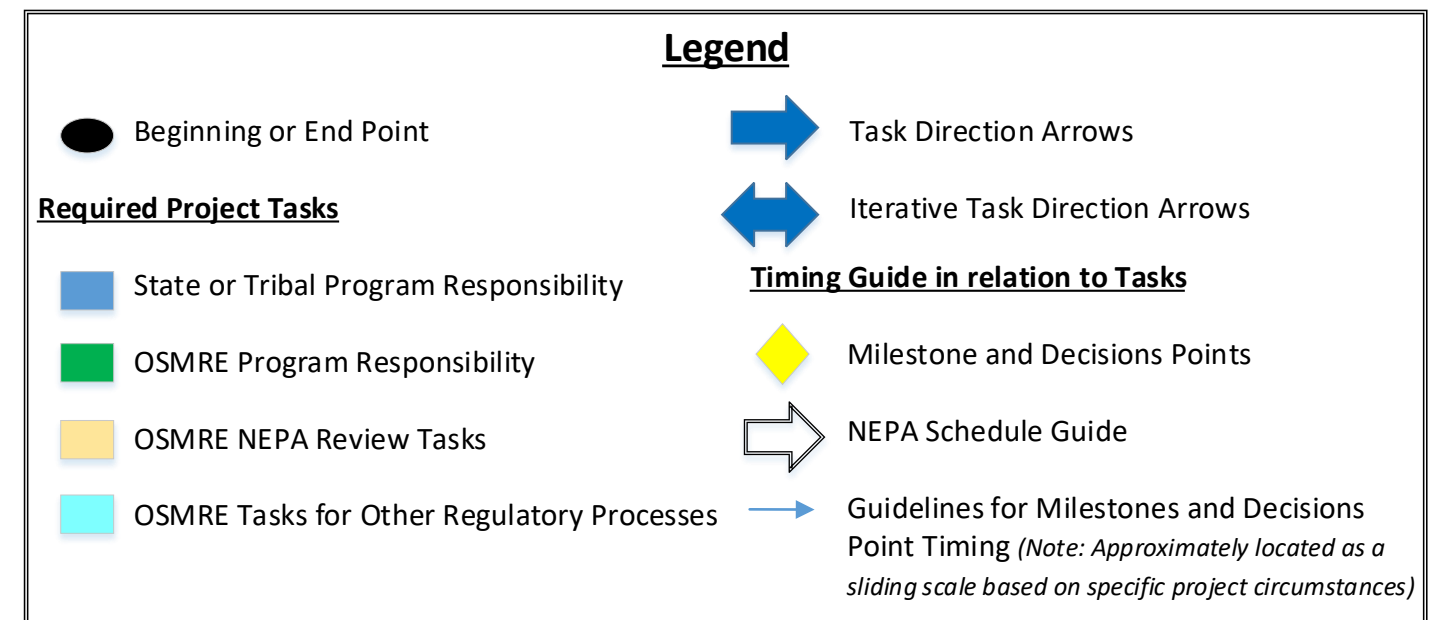 Legend
Beginning or End Point
Required Project Tasks
State or Tribal Program Responsibility
OSMRE Program Responsibility
OSMRE NEPA Review Tasks
OSMRE Tasks for Other Regulatory Processes
Task Direction Arrows
Iterative Task Direction Arrows
Timing Guide in relation to Tasks
Milestone and Decisions Points
NEPA Schedule Guide
Guidelines for Milestones and Decisions
Point Timing (Note: Approximately located as a
sliding scale based on specific project circumstances)